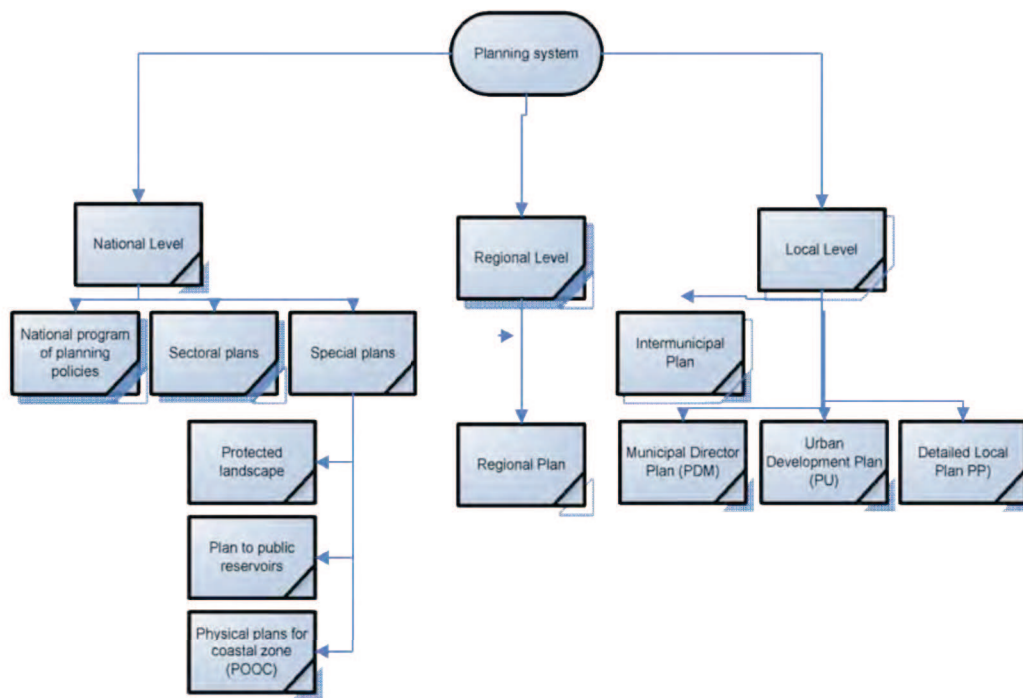 Planning system
National Level
Regional Level
Local Level
National program
of planning
policies
Sectoral plans
Special plans
Intermunicipal
Plan
Protected
landscape
Plan to public
reservoirs
Physical plans for
coastal zone
(POOC)
Regional Plan
Municipal Director
Plan (PDM)
Urban
Development Plan
(PU)
Detailed Local
Plan PP)